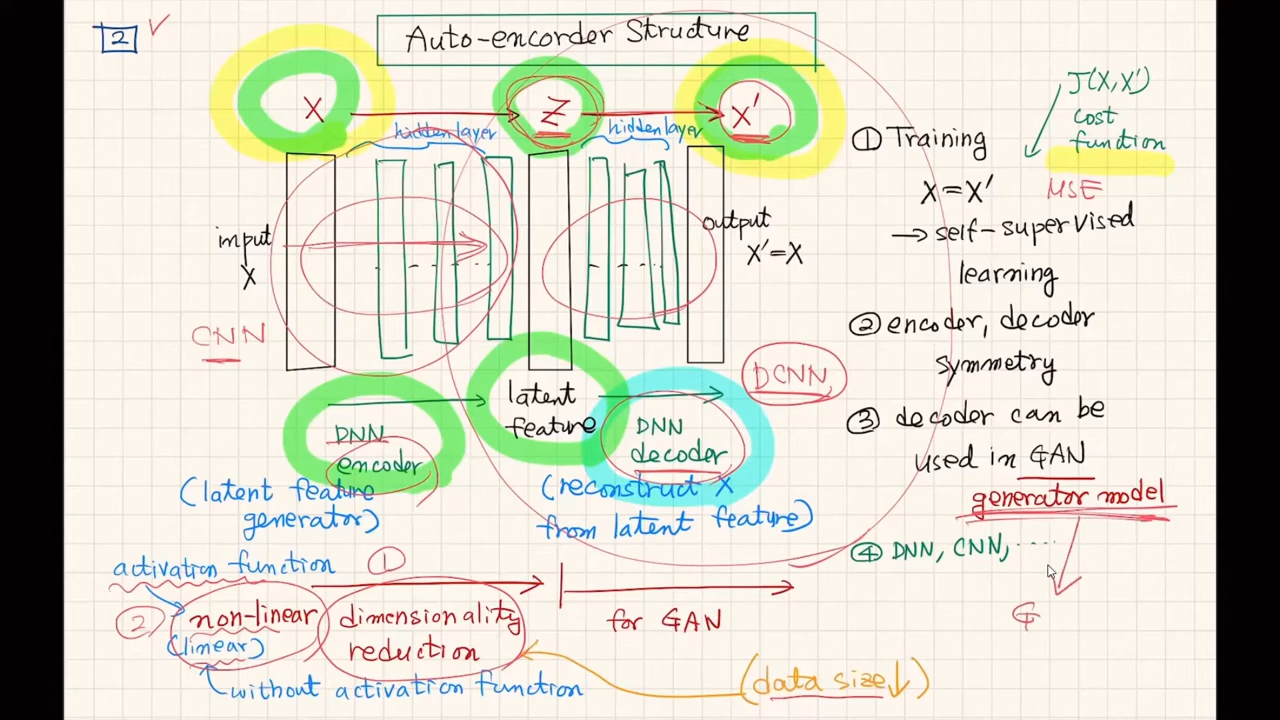 2
Auto-encorder Structure
X
Z
X'
hidden layer
hidden layer
J(X,X')
cost
function
MSE
① Training
X = X'
→ self-supervised
learning
input
X
output
X'=X
CNN
② encoder, decoder
symmetry
DCNN,
latent
feature
DNN
encoder
DNN
decoder
③ decoder can be
used in GAN
generator model
(latent feature
generator)
(reconstruct X
from latent feature)
④ DNN, CNN, ....
G
activation function
①
②
non-linear
(linear)
dimensionality
reduction
for GAN
without activation function
(data size↓)